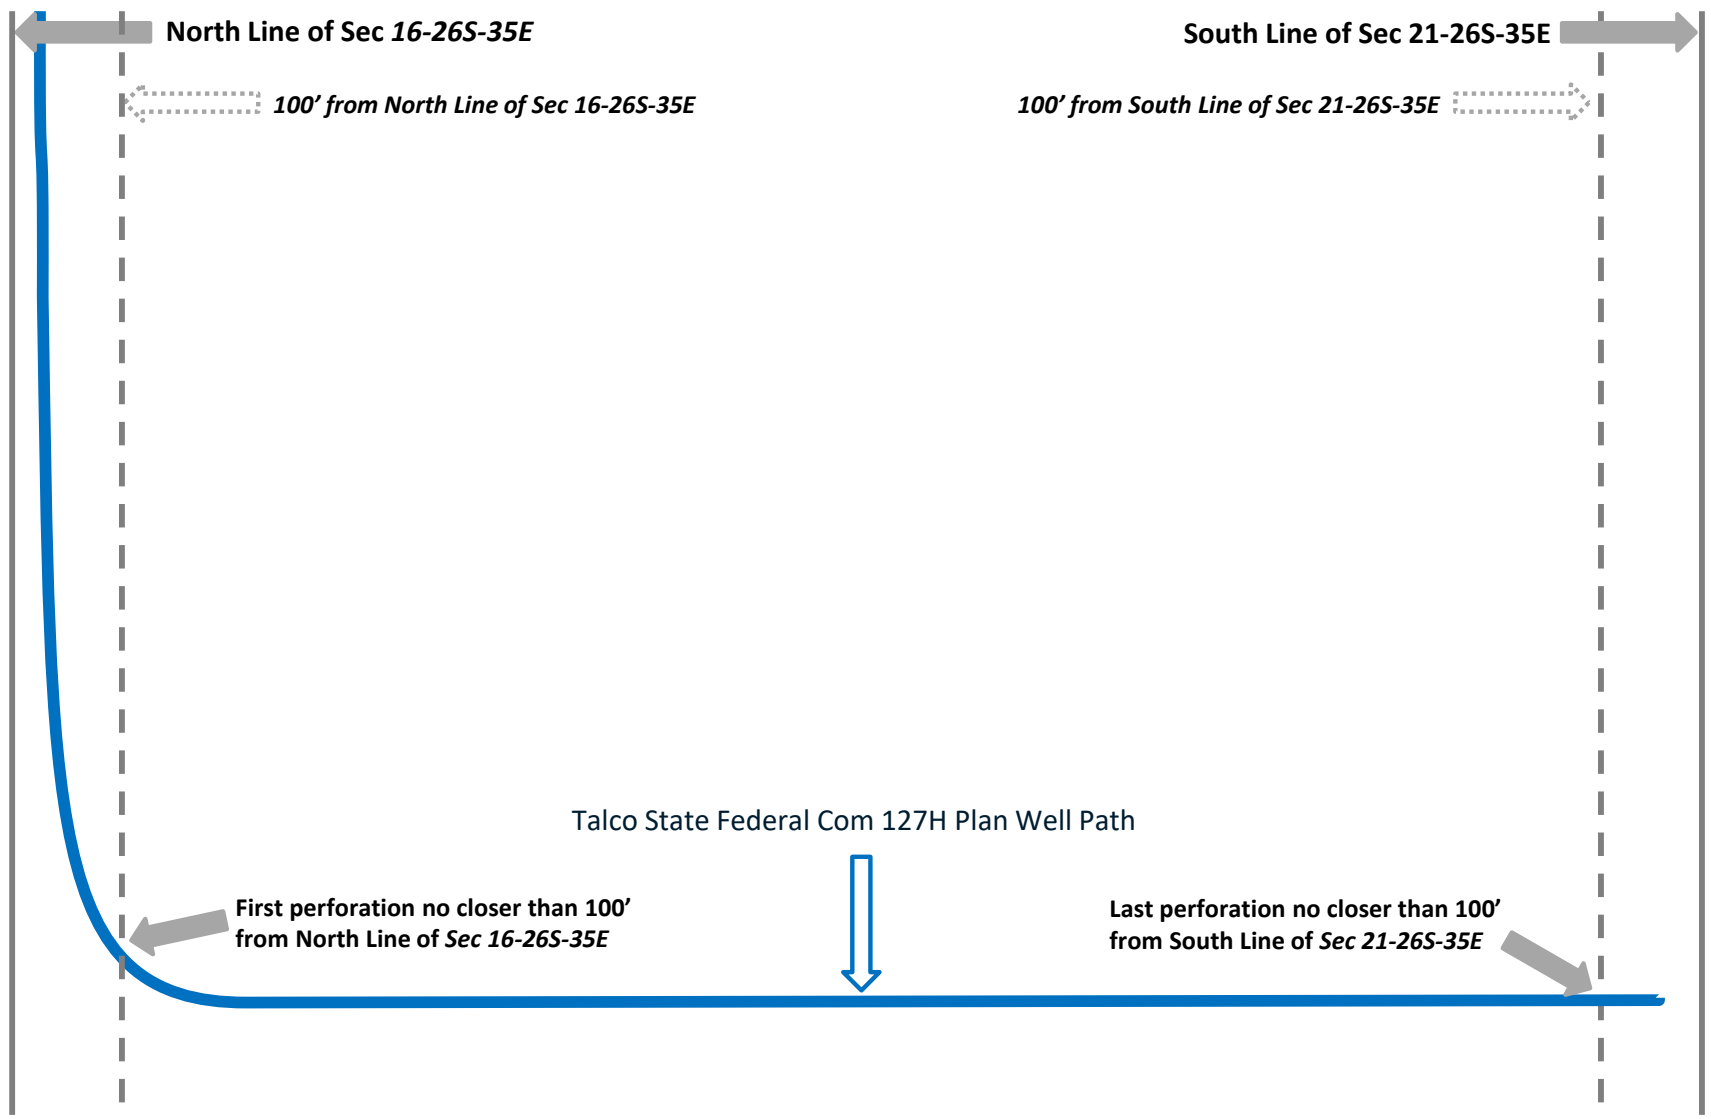 North Line of Sec 16-26S-35E
South Line of Sec 21-26S-35E
100’ from North Line of Sec 16-26S-35E
100’ from South Line of Sec 21-26S-35E
Talco State Federal Com 127H Plan Well Path
First perforation no closer than 100’
from North Line of Sec 16-26S-35E
Last perforation no closer than 100’
from South Line of Sec 21-26S-35E